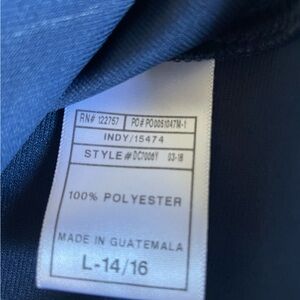 RN# 122757 PO# PO0051047M-1
INDY/15474
STYLE# DC7006Y 03-18
100% POLYESTER
MADE IN GUATEMALA
L-14/16